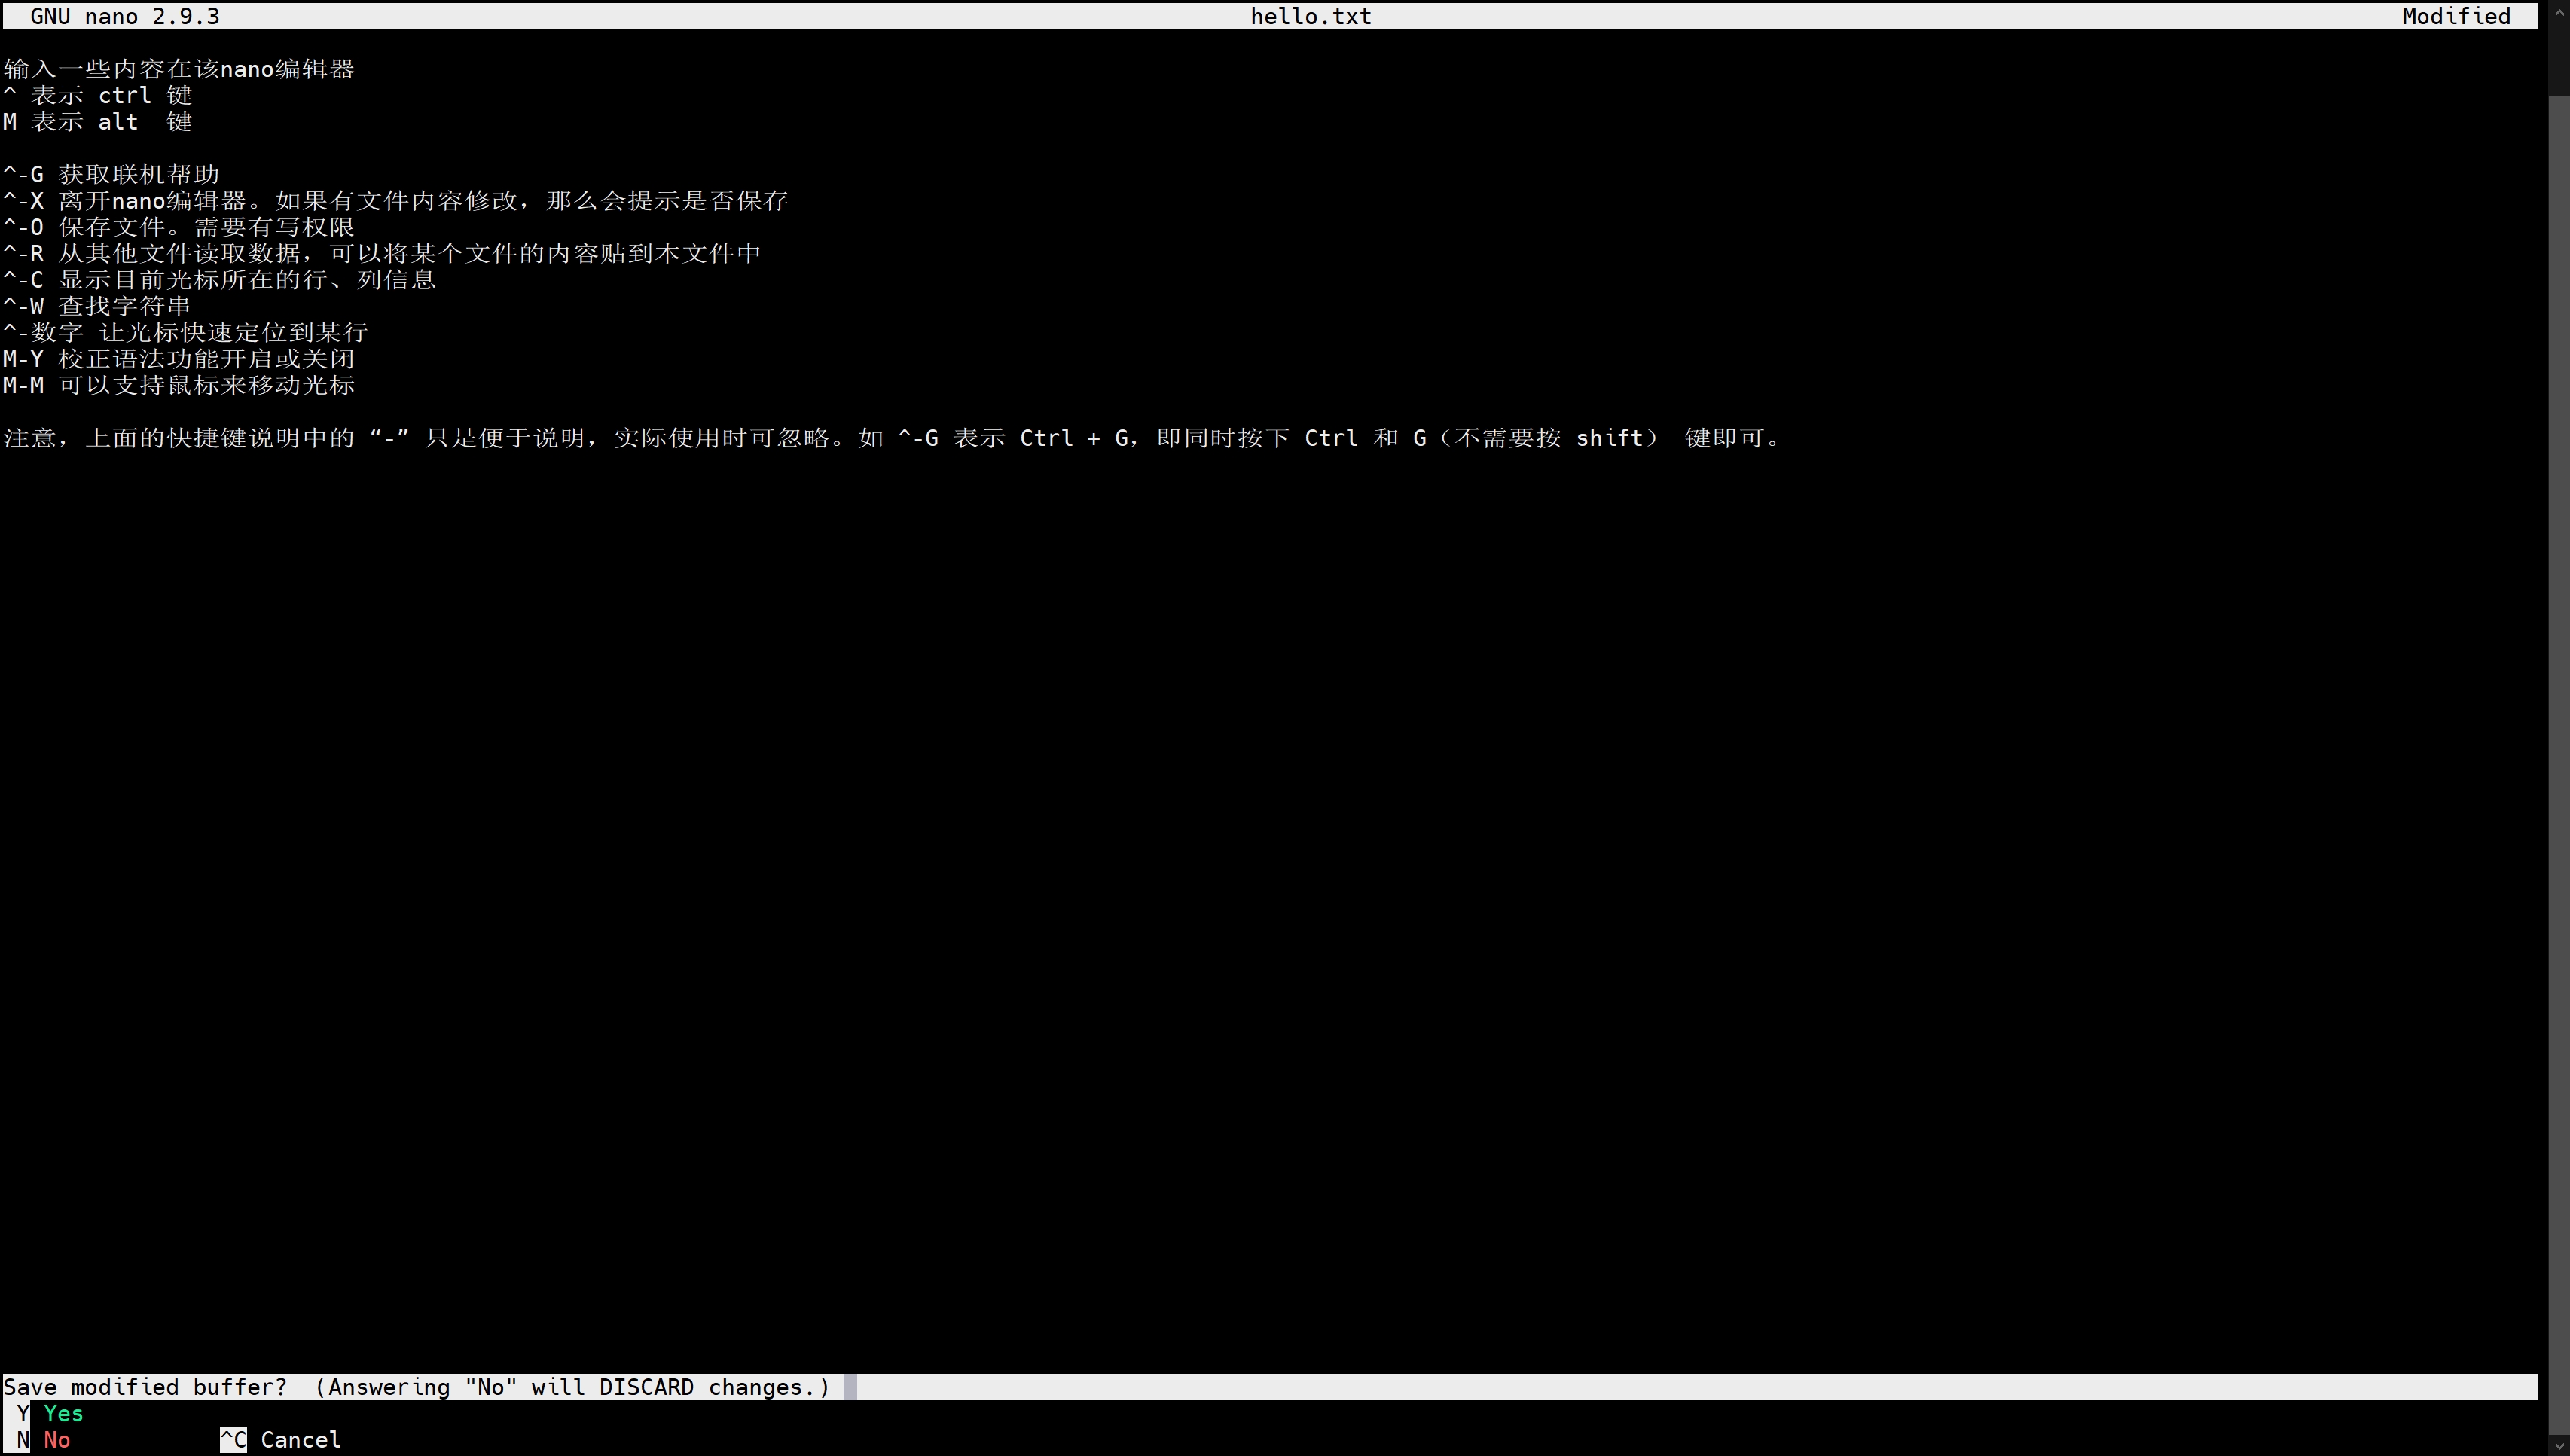 GNU nano 2.9.3 hello.txt Modified
输入一些内容在该nano编辑器
^ 表示 ctrl 键
M 表示 alt  键
^-G 获取联机帮助
^-X 离开nano编辑器。如果有文件内容修改，那么会提示是否保存
^-O 保存文件。需要有写权限
^-R 从其他文件读取数据，可以将某个文件的内容贴到本文件中
^-C 显示目前光标所在的行、列信息
^-W 查找字符串
^-数字 让光标快速定位到某行
M-Y 校正语法功能开启或关闭
M-M 可以支持鼠标来移动光标
注意，上面的快捷键说明中的 “-” 只是便于说明，实际使用时可忽略。如 ^-G 表示 Ctrl + G，即同时按下 Ctrl 和 G（不需要按 shift） 键即可。
Save modified buffer?  (Answering "No" will DISCARD changes.)
Y Yes
N No ^C Cancel